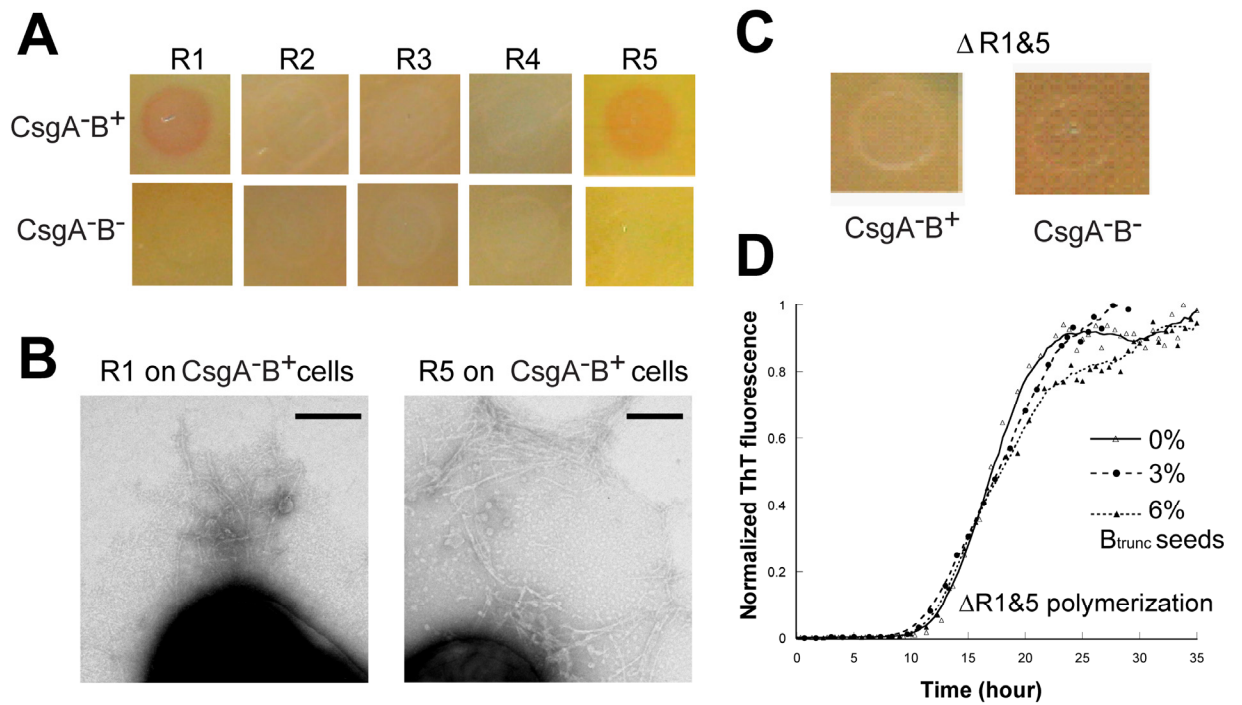 A
R1 R2 R3 R4 R5
CsgA⁻B⁺
CsgA⁻B⁻
B
R1 on CsgA⁻B⁺ cells
R5 on CsgA⁻B⁺ cells
C
Δ R1&5
CsgA⁻B⁺
CsgA⁻B⁻
D
Normalized ThT fluorescence
1
0.8
0.6
0.4
0.2
0
0%
3%
6%
Btrunc seeds
ΔR1&5 polymerization
0 5 10 15 20 25 30 35
Time (hour)